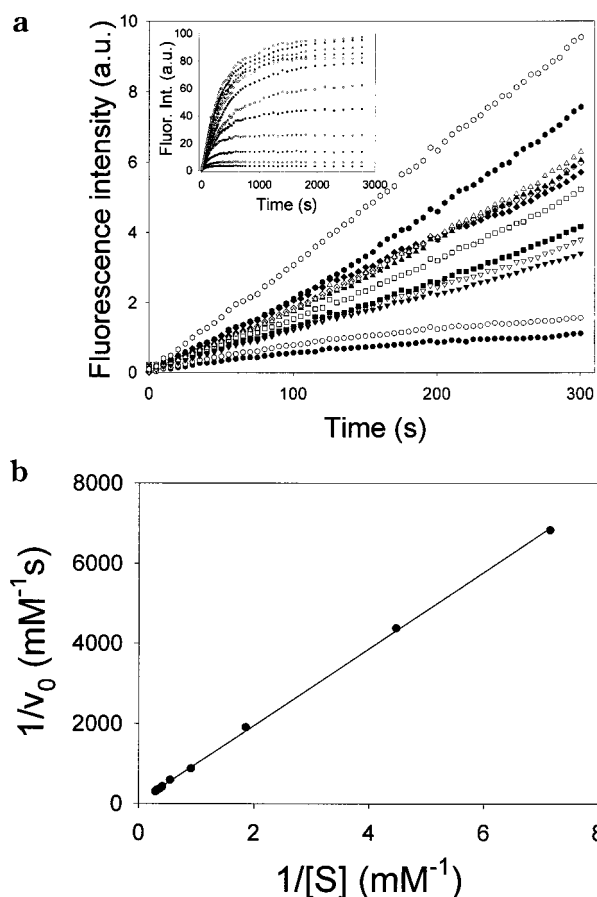 a
Fluorescence intensity (a.u.)
10
8
6
4
2
0
0 100 200 300
Time (s)
Fluor. Int. (a.u.)
100
80
60
40
20
0
0 1000 2000 3000
Time (s)
b
1/v₀ (mM⁻¹s)
8000
6000
4000
2000
0
0 2 4 6 8
1/[S] (mM⁻¹)